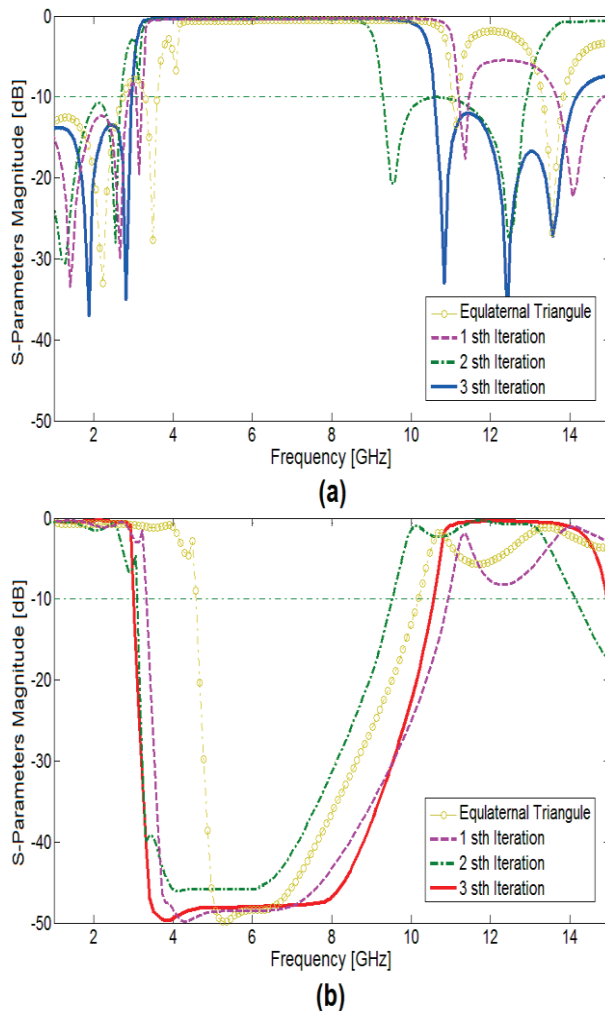 S-Parameters Magnitude [dB]
0
-10
-20
-30
-40
-50
2 4 6 8 10 12 14
Frequency [GHz]
Equlaternal Triangule
1 sth Iteration
2 sth Iteration
3 sth Iteration
(a)
S-Parameters Magnitude [dB]
0
-10
-20
-30
-40
-50
2 4 6 8 10 12 14
Frequency [GHz]
Equlaternal Triangule
1 sth Iteration
2 sth Iteration
3 sth Iteration
(b)